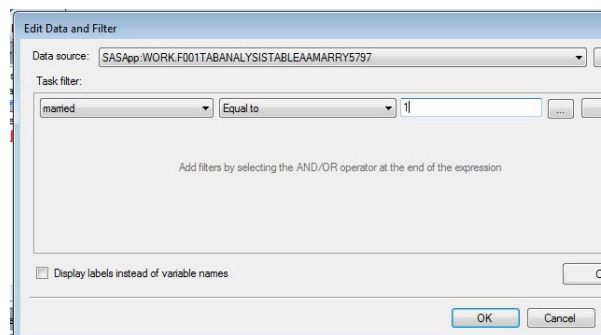 Edit Data and Filter
Data source: SASApp:WORK.F001TABANALYSISTABLEAAMARRY5797
Task filter:
married Equal to 1 ...
Add filters by selecting the AND/OR operator at the end of the expression
Display labels instead of variable names
OK Cancel